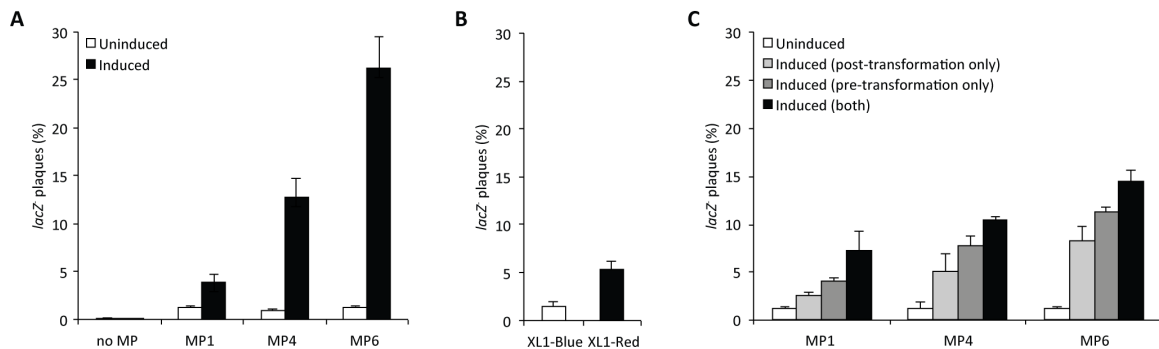 A
30
25
20
15
10
5
0
lacZ- plaques (%)
Uninduced
Induced
no MP MP1 MP4 MP6
B
30
25
20
15
10
5
0
lacZ- plaques (%)
XL1-Blue XL1-Red
C
30
25
20
15
10
5
0
lacZ- plaques (%)
Uninduced
Induced (post-transformation only)
Induced (pre-transformation only)
Induced (both)
MP1 MP4 MP6